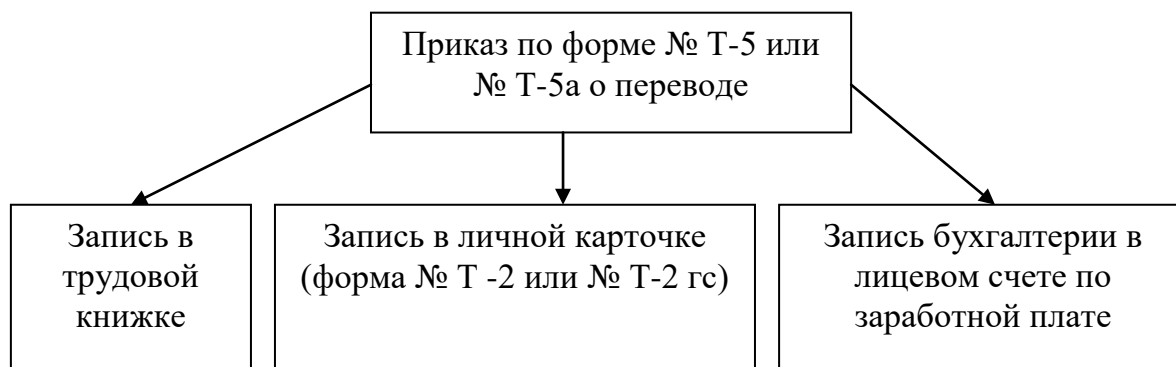 Приказ по форме № Т-5 или
№ Т-5а о переводе
Запись в
трудовой
книжке
Запись в личной карточке
(форма № Т -2 или № Т-2 гс)
Запись бухгалтерии в
лицевом счете по
заработной плате